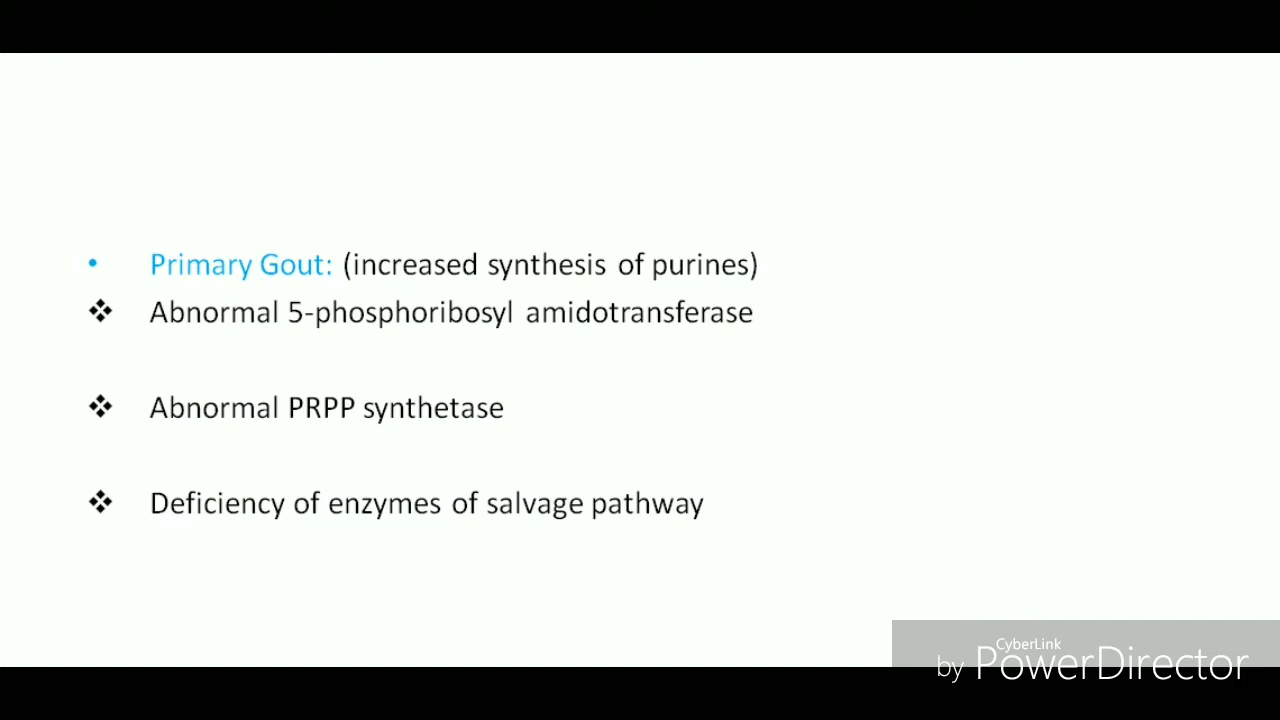 • Primary Gout: (increased synthesis of purines)
❖ Abnormal 5-phosphoribosyl amidotransferase
❖ Abnormal PRPP synthetase
❖ Deficiency of enzymes of salvage pathway
CyberLink
by PowerDirector